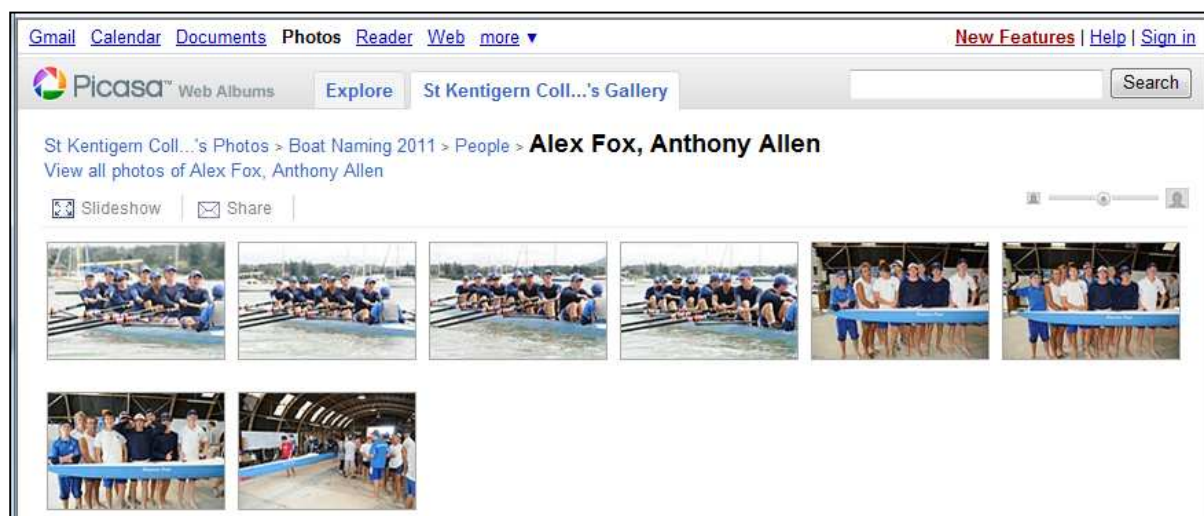 Gmail Calendar Documents Photos Reader Web more ▼ New Features | Help | Sign in
Picasa™ Web Albums Explore St Kentigern Coll...'s Gallery Search
St Kentigern Coll...'s Photos > Boat Naming 2011 > People > Alex Fox, Anthony Allen
View all photos of Alex Fox, Anthony Allen
Slideshow Share